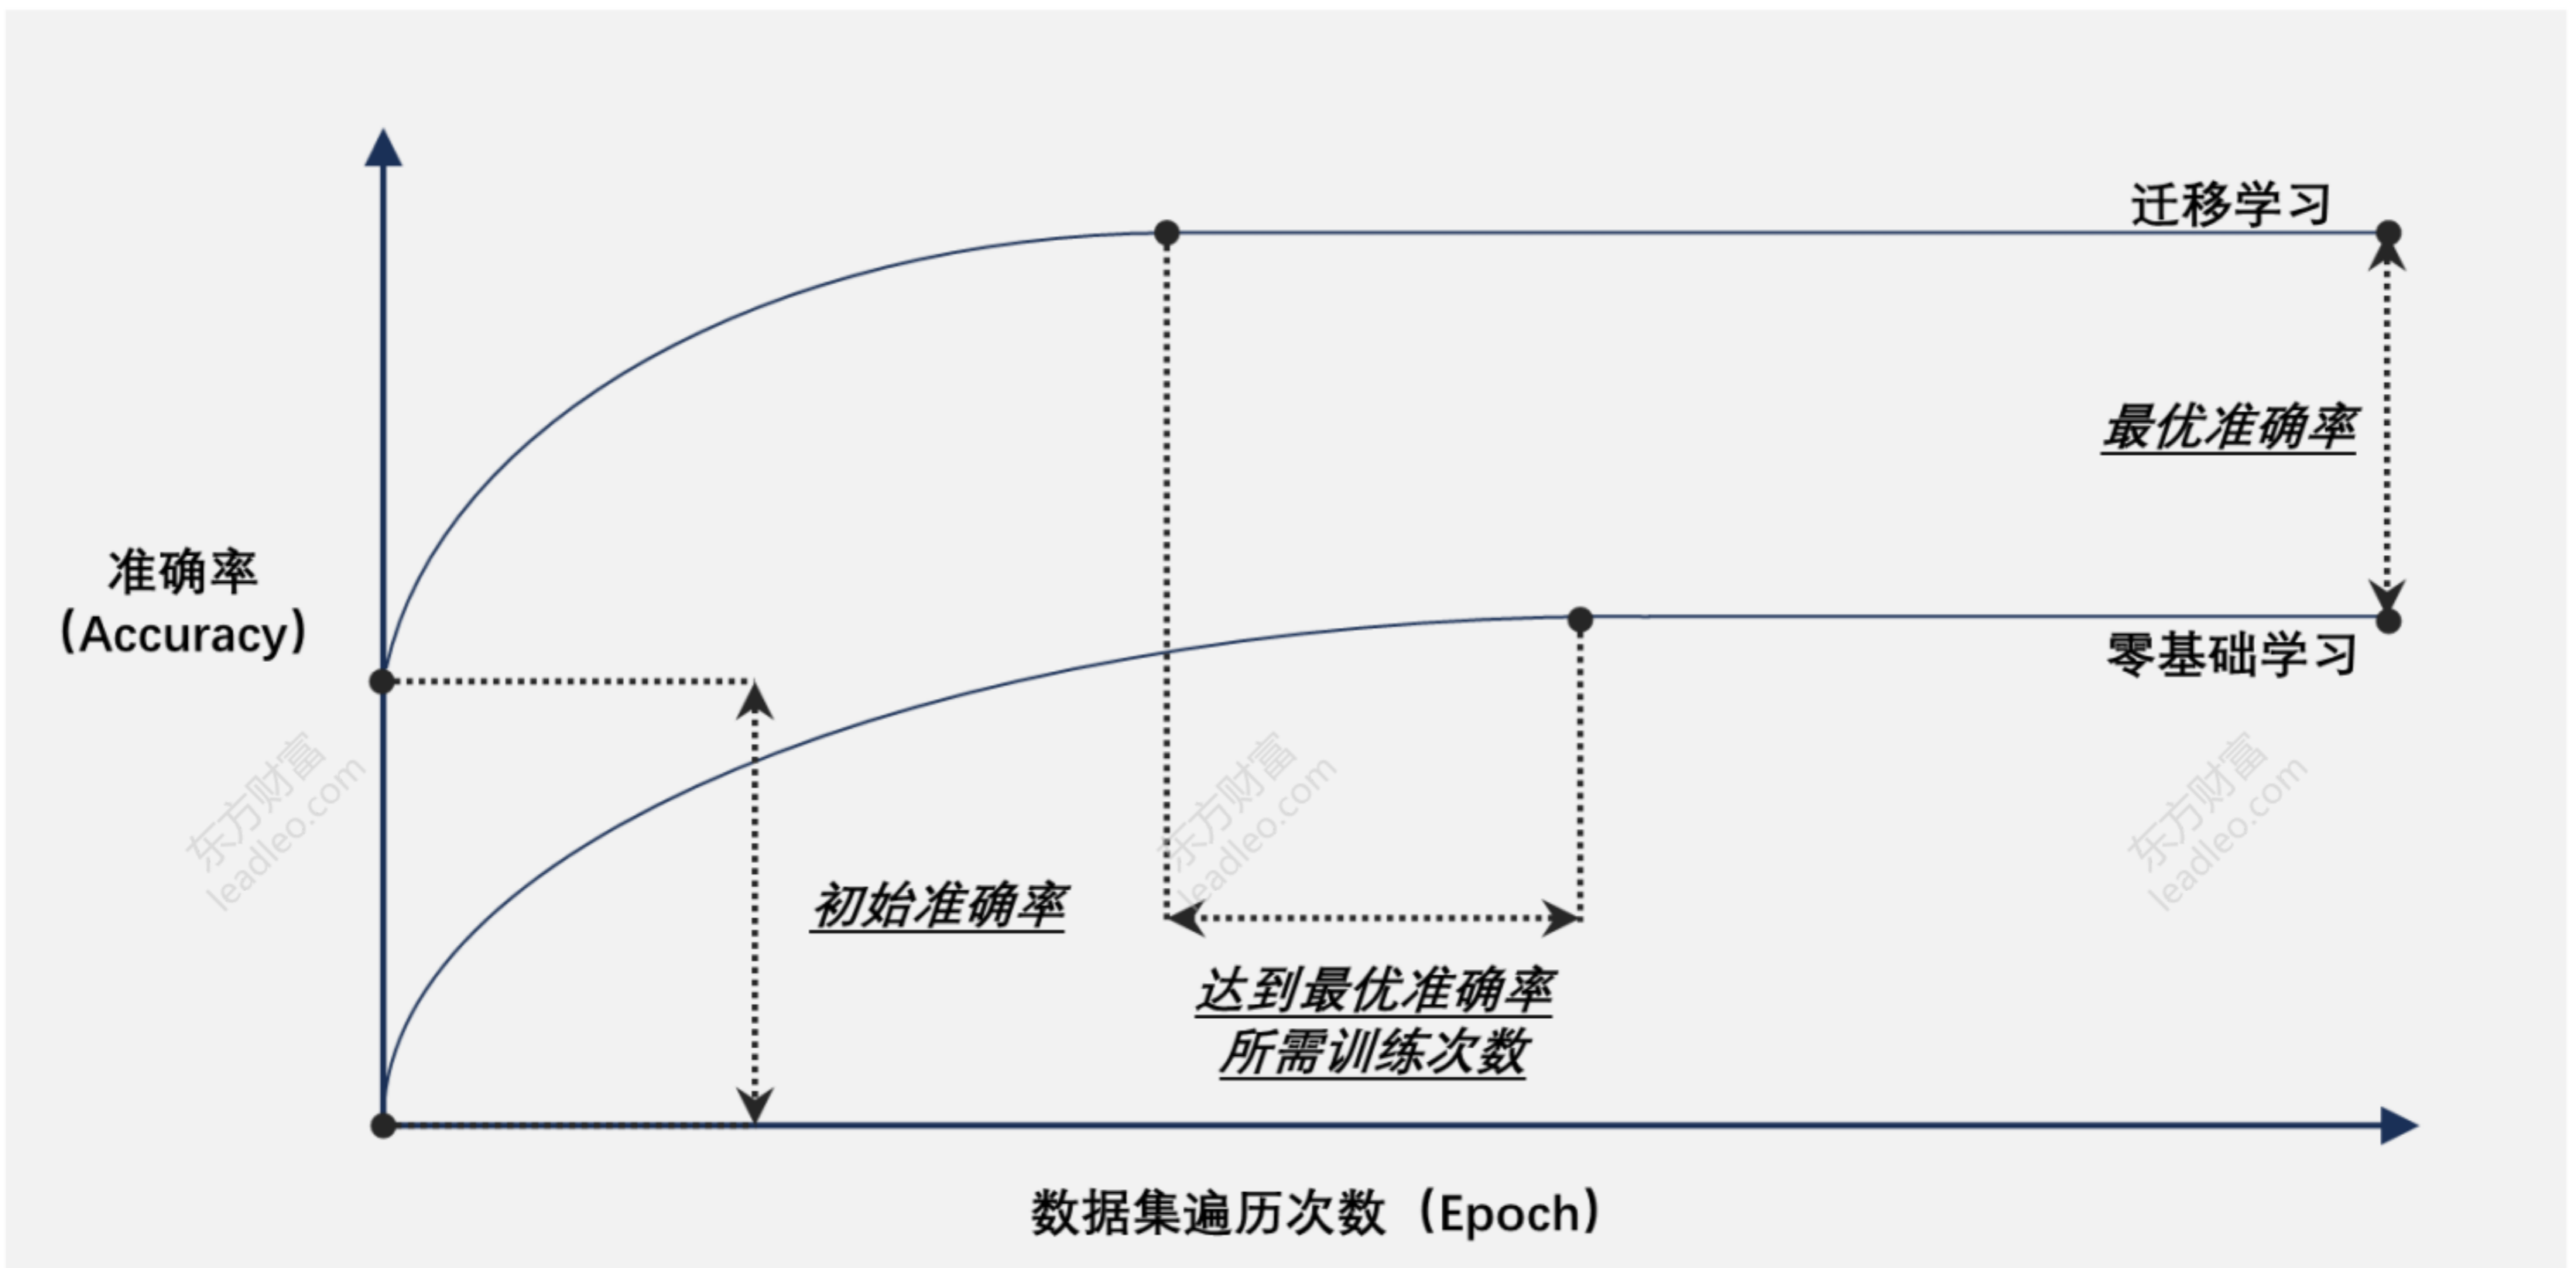 迁移学习
最优准确率
准确率
（Accuracy）
零基础学习
东方财富
leadleo.com
东方财富
leadleo.com
东方财富
leadleo.com
初始准确率
达到最优准确率
所需训练次数
数据集遍历次数（Epoch）